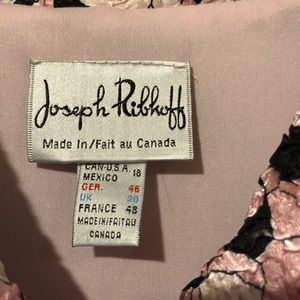 Joseph Ribkoff
Made In/Fait au Canada
CAN-U.S.A. 18
MEXICO
GER. 46
UK 20
FRANCE 48
MADE IN/FAIT AU
CANADA